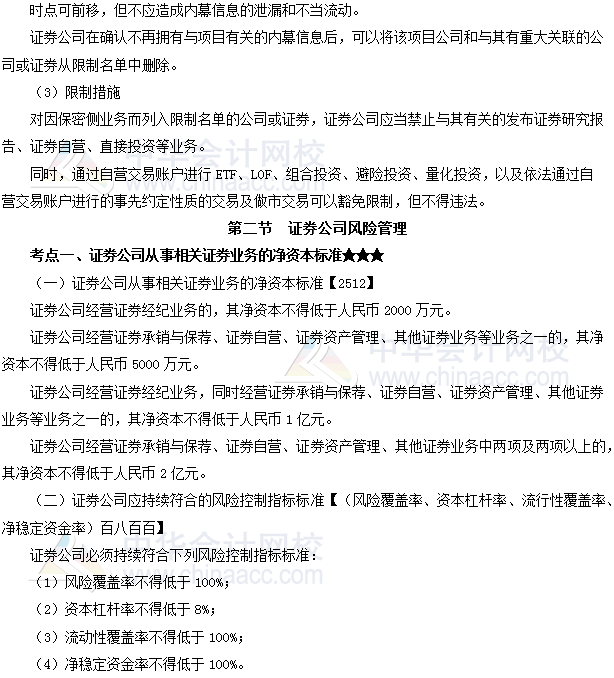 时点可前移，但不应造成内幕信息的泄漏和不当流动。
证券公司在确认不再拥有与项目有关的内幕信息后，可以将该项目公司和与其有重大关联的公
司或证券从限制名单中删除。
（3）限制措施
对因保密侧业务而列入限制名单的公司或证券，证券公司应当禁止与其有关的发布证券研究报
告、证券自营、直接投资等业务。
同时，通过自营交易账户进行 ETF、LOF、组合投资、避险投资、量化投资，以及依法通过自
营交易账户进行的事先约定性质的交易及做市交易可以豁免限制，但不得违法。
第二节 证券公司风险管理
考点一、证券公司从事相关证券业务的净资本标准★★★
（一）证券公司从事相关证券业务的净资本标准【2512】
证券公司经营证券经纪业务的，其净资本不得低于人民币 2000 万元。
证券公司经营证券承销与保荐、证券自营、证券资产管理、其他证券业务等业务之一的，其净
资本不得低于人民币 5000 万元。
证券公司经营证券经纪业务，同时经营证券承销与保荐、证券自营、证券资产管理、其他证券
业务等业务之一的，其净资本不得低于人民币 1 亿元。
证券公司经营证券承销与保荐、证券自营、证券资产管理、其他证券业务中两项及两项以上的，
其净资本不得低于人民币 2 亿元。
（二）证券公司应持续符合的风险控制指标标准【（风险覆盖率、资本杠杆率、流行性覆盖率、
净稳定资金率）百八百百】
证券公司必须持续符合下列风险控制指标标准：
（1）风险覆盖率不得低于 100%；
（2）资本杠杆率不得低于 8%；
（3）流动性覆盖率不得低于 100%；
（4）净稳定资金率不得低于 100%。
中华会计网校
www.chinaacc.com
中华会计网校
www.chinaacc.com
中华会计网校
www.chinaacc.com